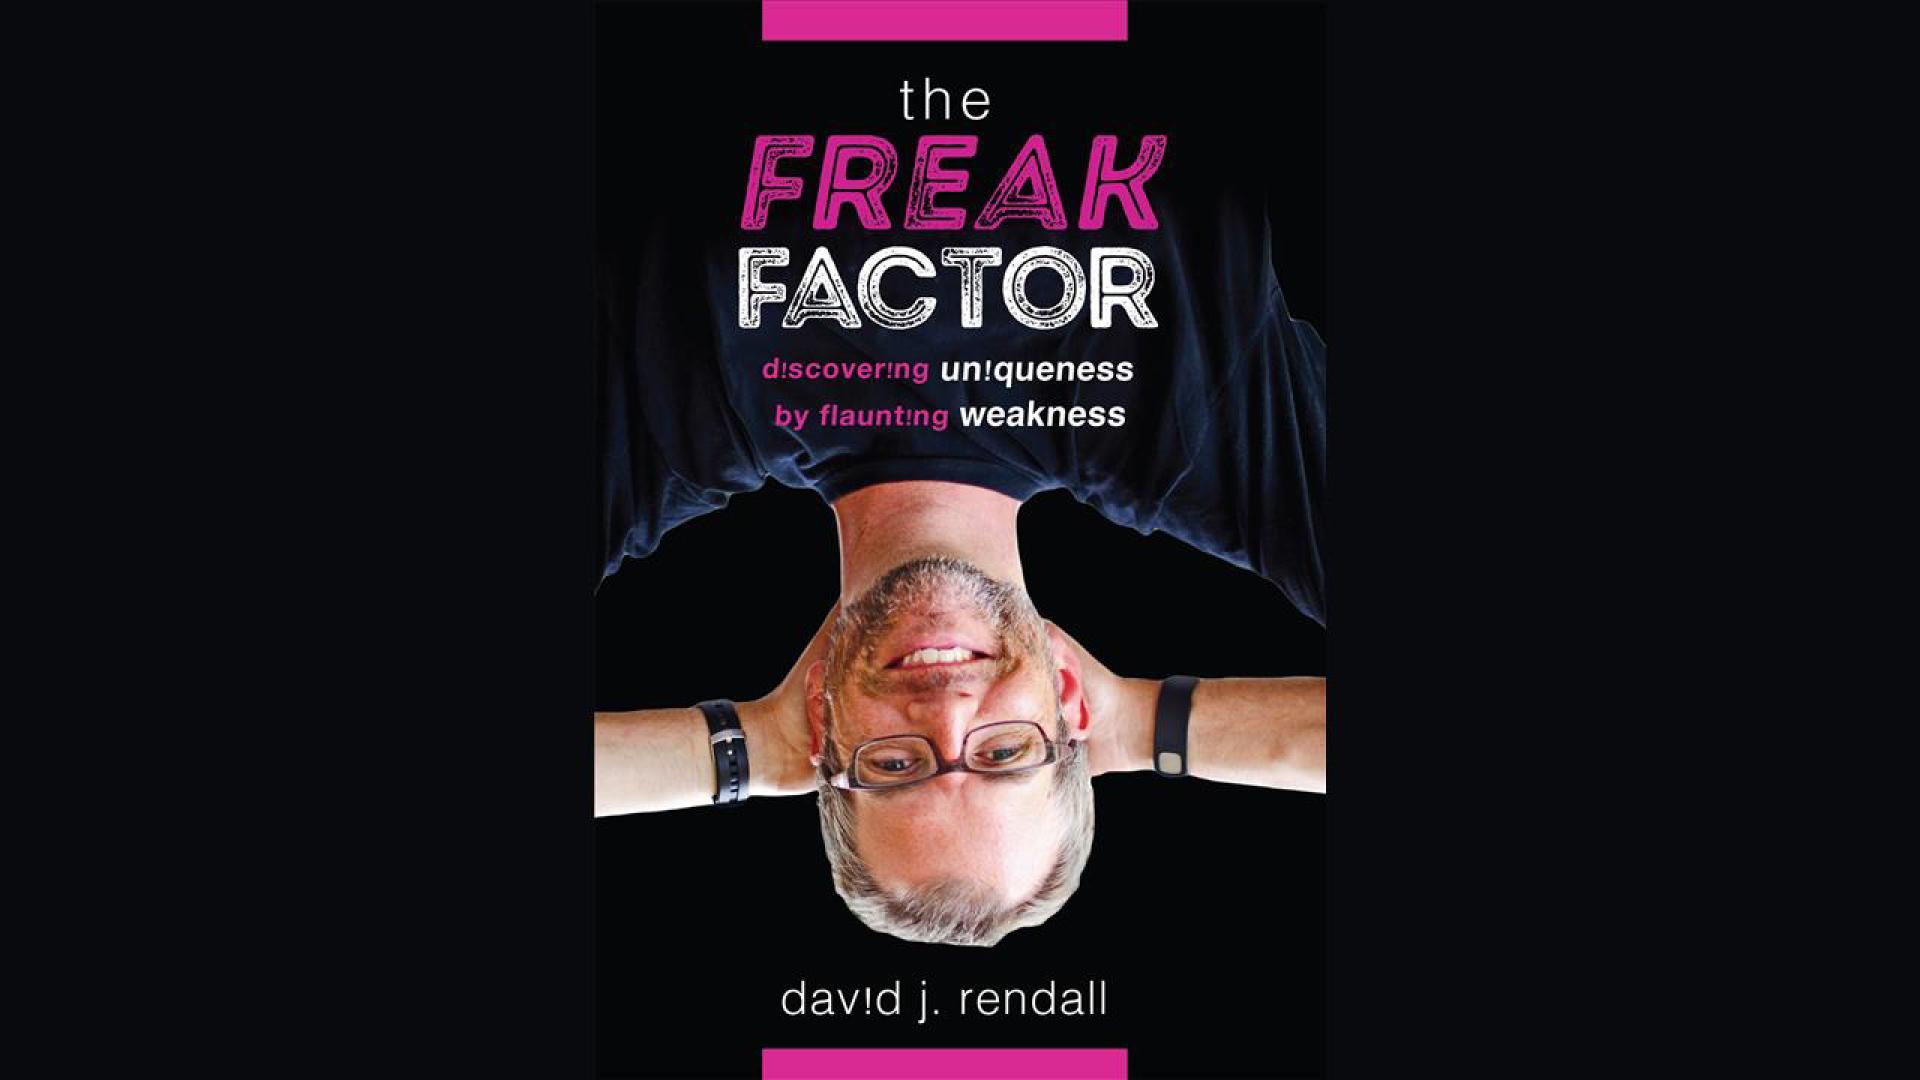 the
FREAK
FACTOR
d!scover!ng un!queness
by flaunt!ng weakness
dav!d j. rendall